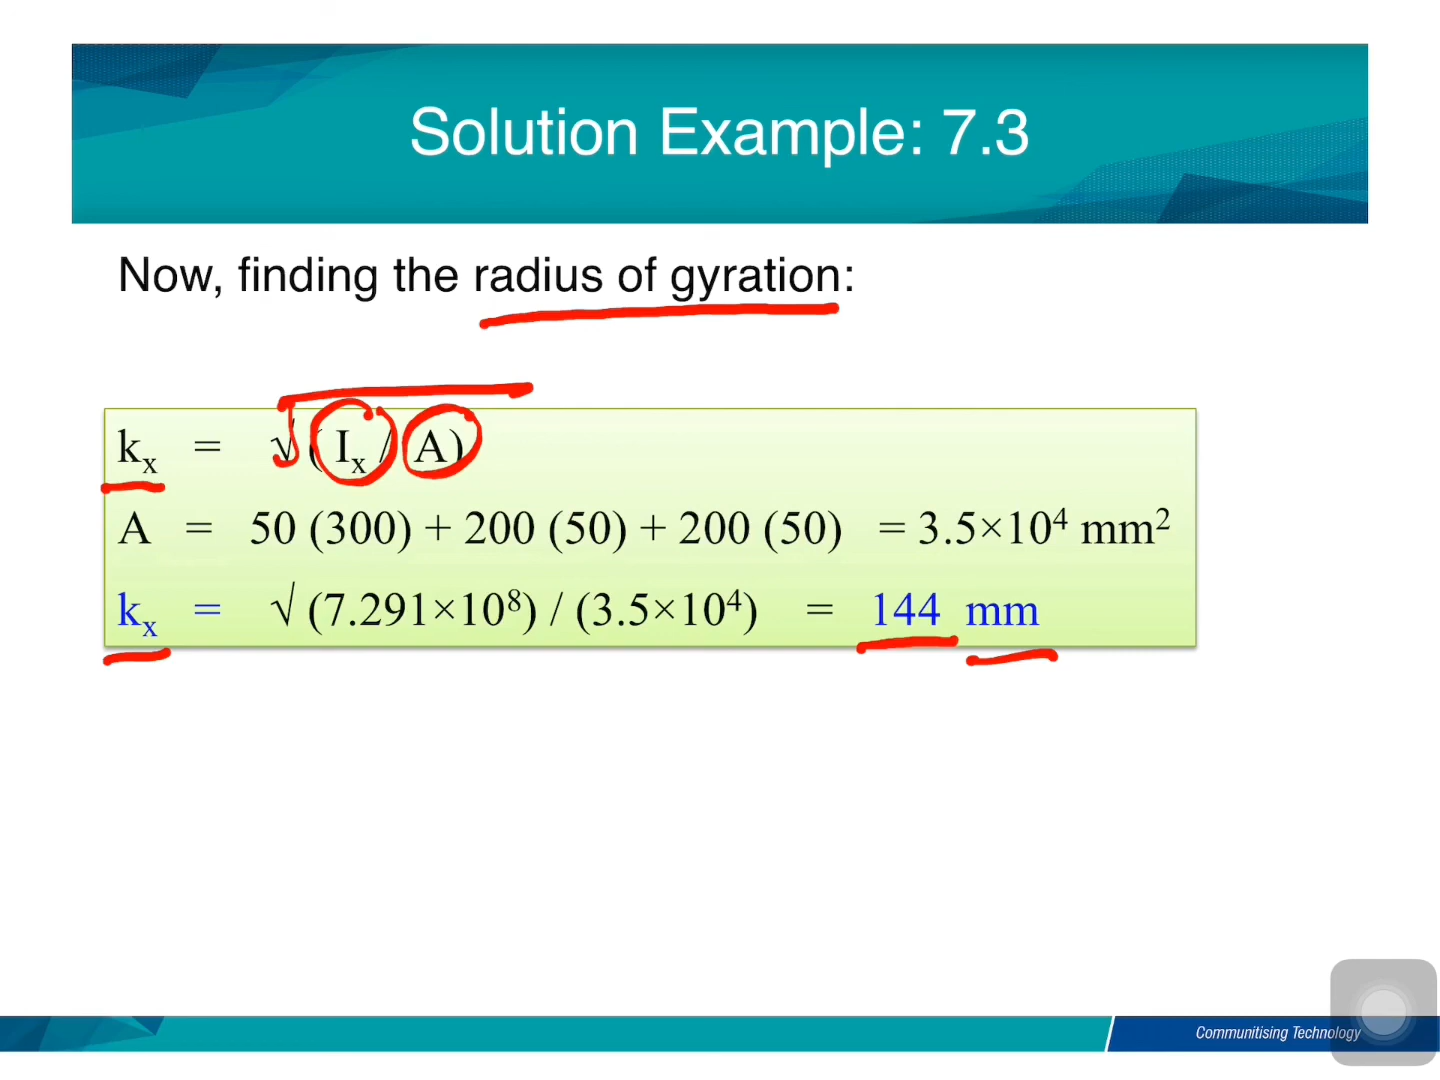 Solution Example: 7.3
Now, finding the radius of gyration:
kₓ = √ (Iₓ / A)
A = 50 (300) + 200 (50) + 200 (50) = 3.5×10⁴ mm²
kₓ = √ (7.291×10⁸) / (3.5×10⁴) = 144 mm
Communitising Technology